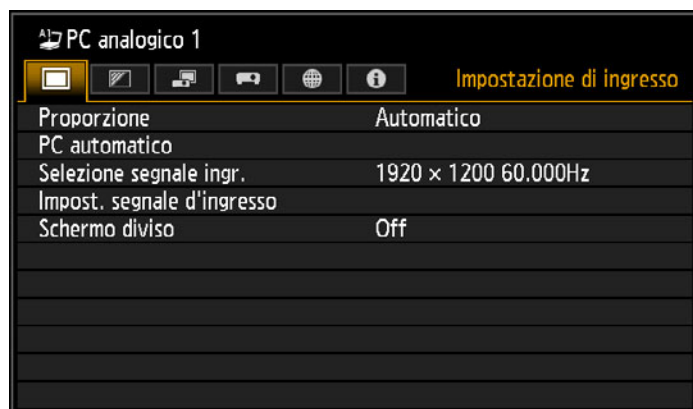 PC analogico 1
Impostazione di ingresso
Proporzione Automatico
PC automatico
Selezione segnale ingr. 1920 × 1200 60.000Hz
Impost. segnale d'ingresso
Schermo diviso Off